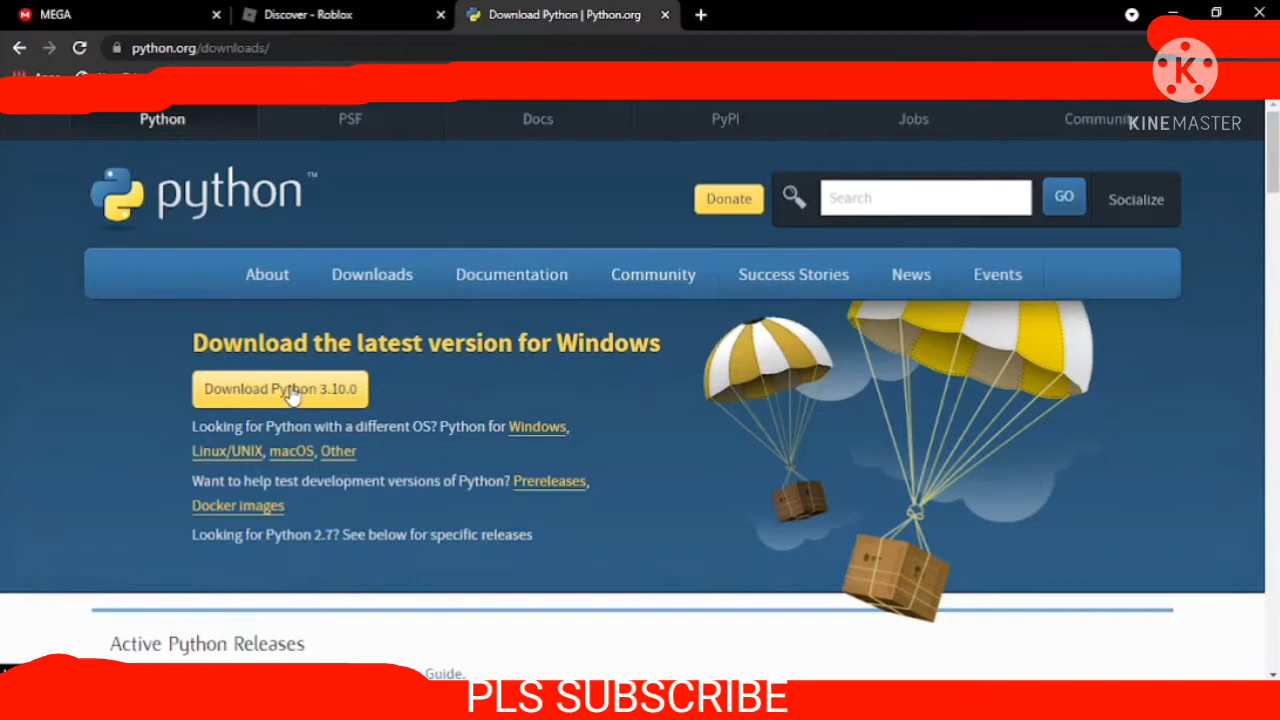 MEGA
Discover - Roblox
Download Python | Python.org
python.org/downloads/
K
KINEMASTER
Python
PSF
Docs
PyPI
Jobs
python™
Donate
Search
GO
Socialize
About
Downloads
Documentation
Community
Success Stories
News
Events
Download the latest version for Windows
Download Python 3.10.0
Looking for Python with a different OS? Python for Windows,
Linux/UNIX, macOS, Other
Want to help test development versions of Python? Prereleases,
Docker images
Looking for Python 2.7? See below for specific releases
Active Python Releases
Guide.
PLS SUBSCRIBE